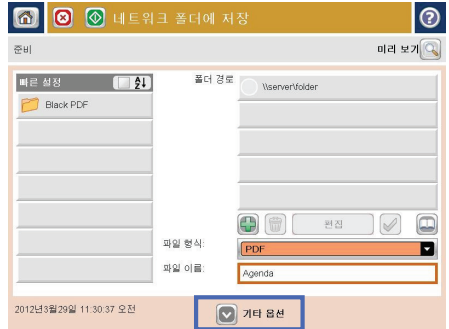 네트워크 폴더에 저장
준비
미리 보기
빠른 설정
Black PDF
폴더 경로
\\server\folder
편집
파일 형식:
PDF
파일 이름:
Agenda
2012년3월29일 11:30:37 오전
기타 옵션